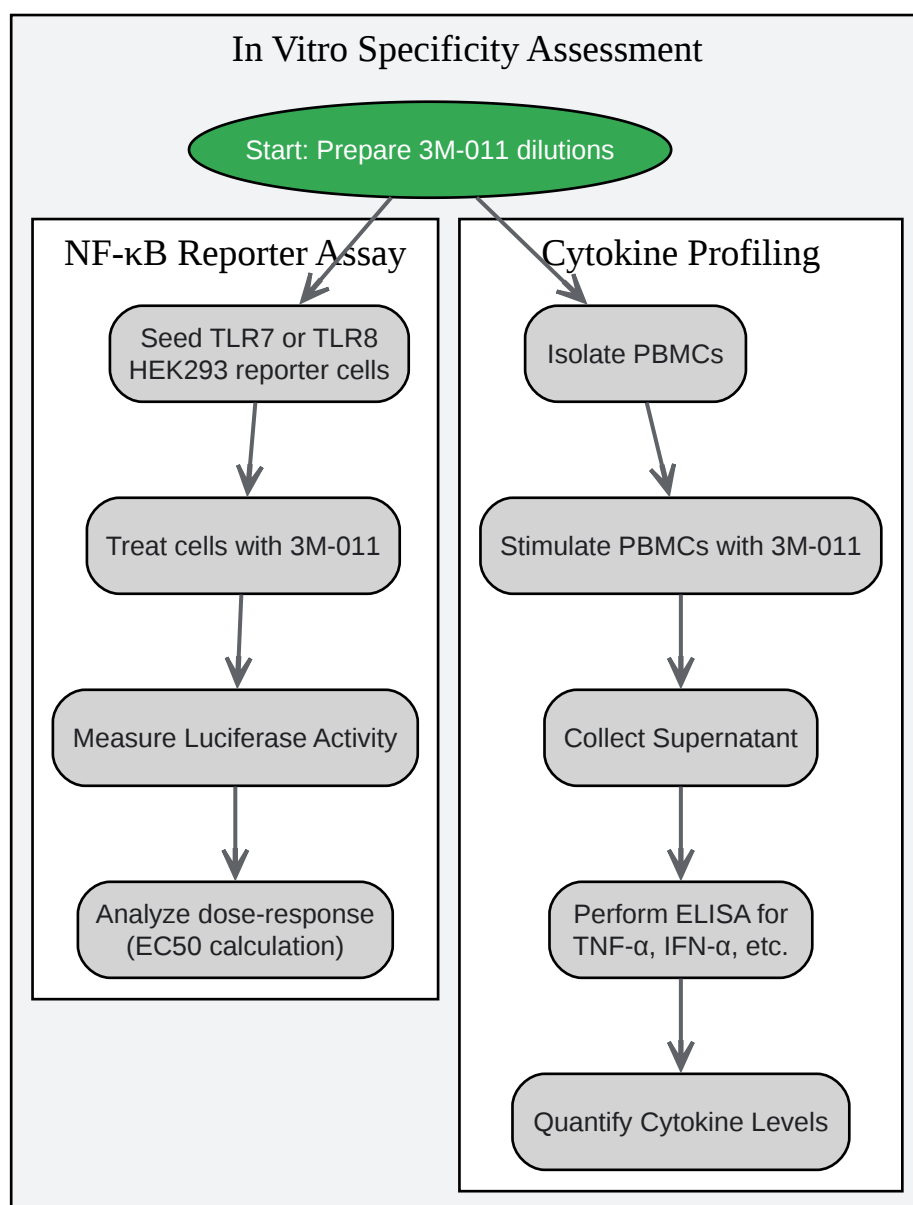 In Vitro Specificity Assessment
Start: Prepare 3M-011 dilutions
NF-κB Reporter Assay
Seed TLR7 or TLR8
HEK293 reporter cells
Treat cells with 3M-011
Measure Luciferase Activity
Analyze dose-response
(EC50 calculation)
Cytokine Profiling
Isolate PBMCs
Stimulate PBMCs with 3M-011
Collect Supernatant
Perform ELISA for
TNF-α, IFN-α, etc.
Quantify Cytokine Levels